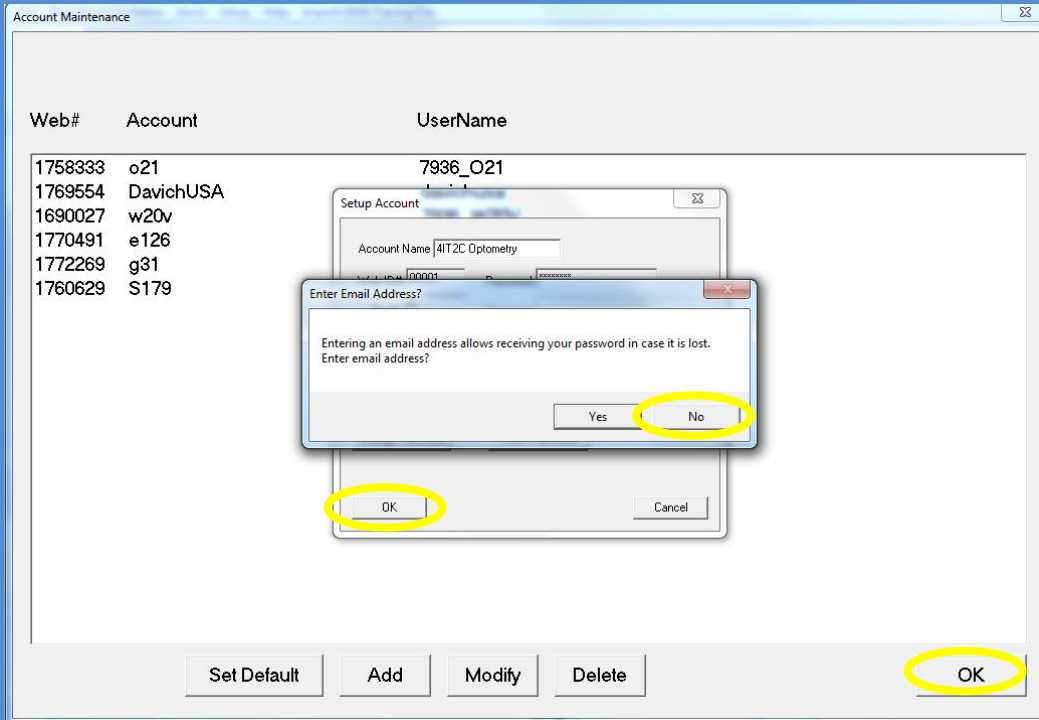 Account Maintenance
Web# Account UserName
1758333 o21 7936_O21
1769554 DavichUSA
1690027 w20v
1770491 e126
1772269 g31
1760629 S179
Setup Account
Account Name 4IT2C Optometry
00001 xxxxxxxx
Enter Email Address?
Entering an email address allows receiving your password in case it is lost.
Enter email address?
Yes No
OK Cancel
Set Default Add Modify Delete OK